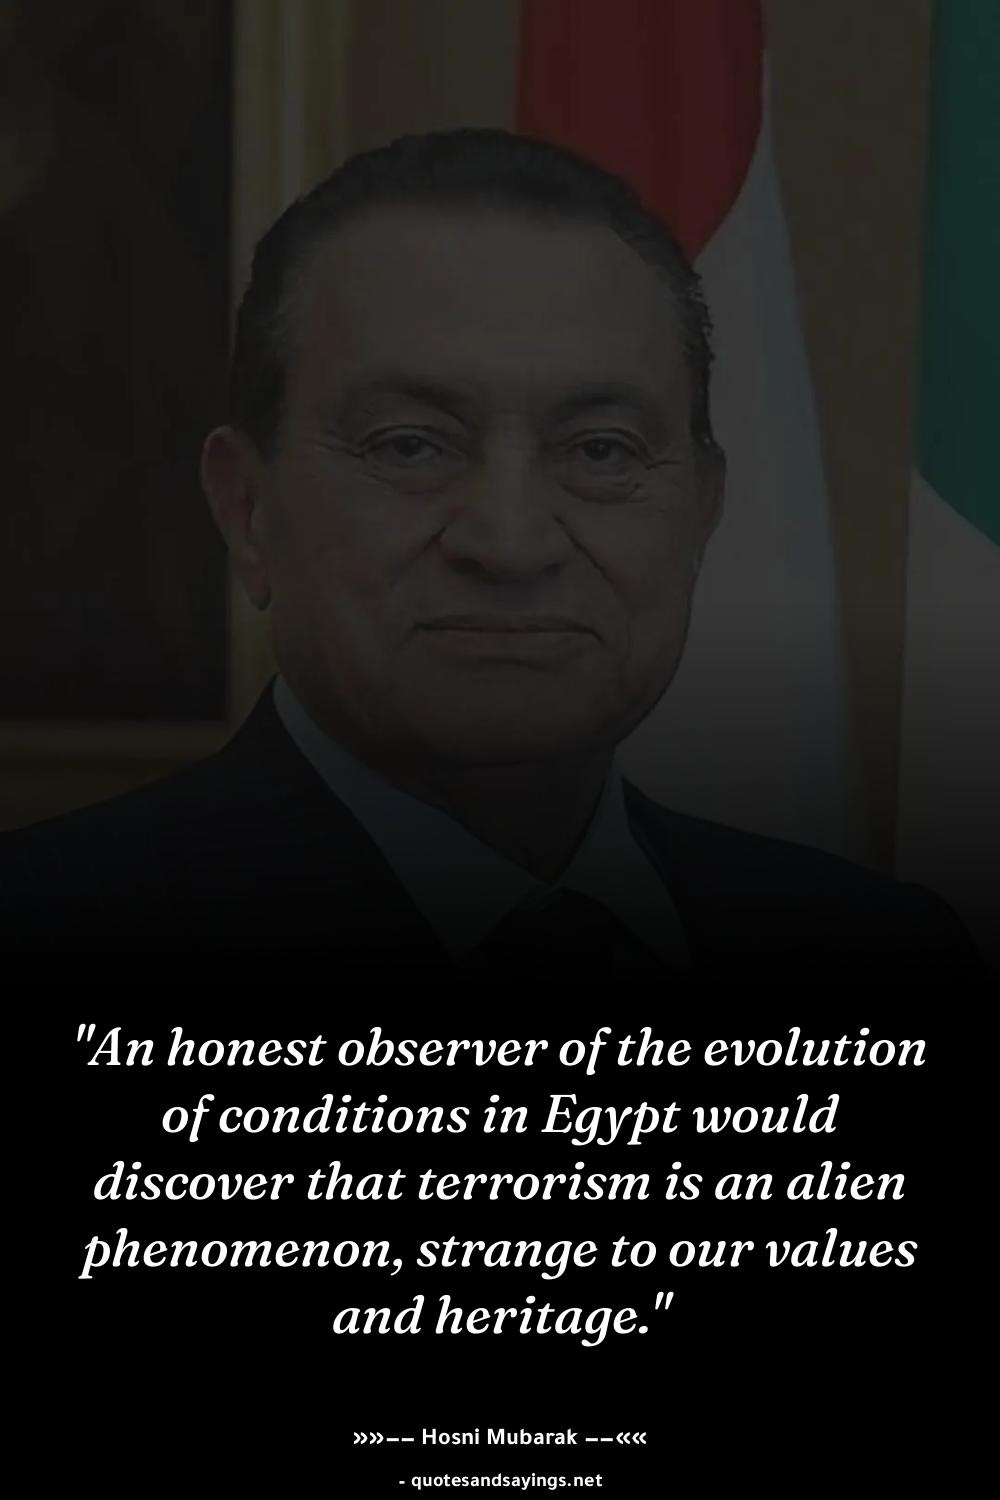 "An honest observer of the evolution
of conditions in Egypt would
discover that terrorism is an alien
phenomenon, strange to our values
and heritage."
»»−− Hosni Mubarak −−««
- quotesandsayings.net